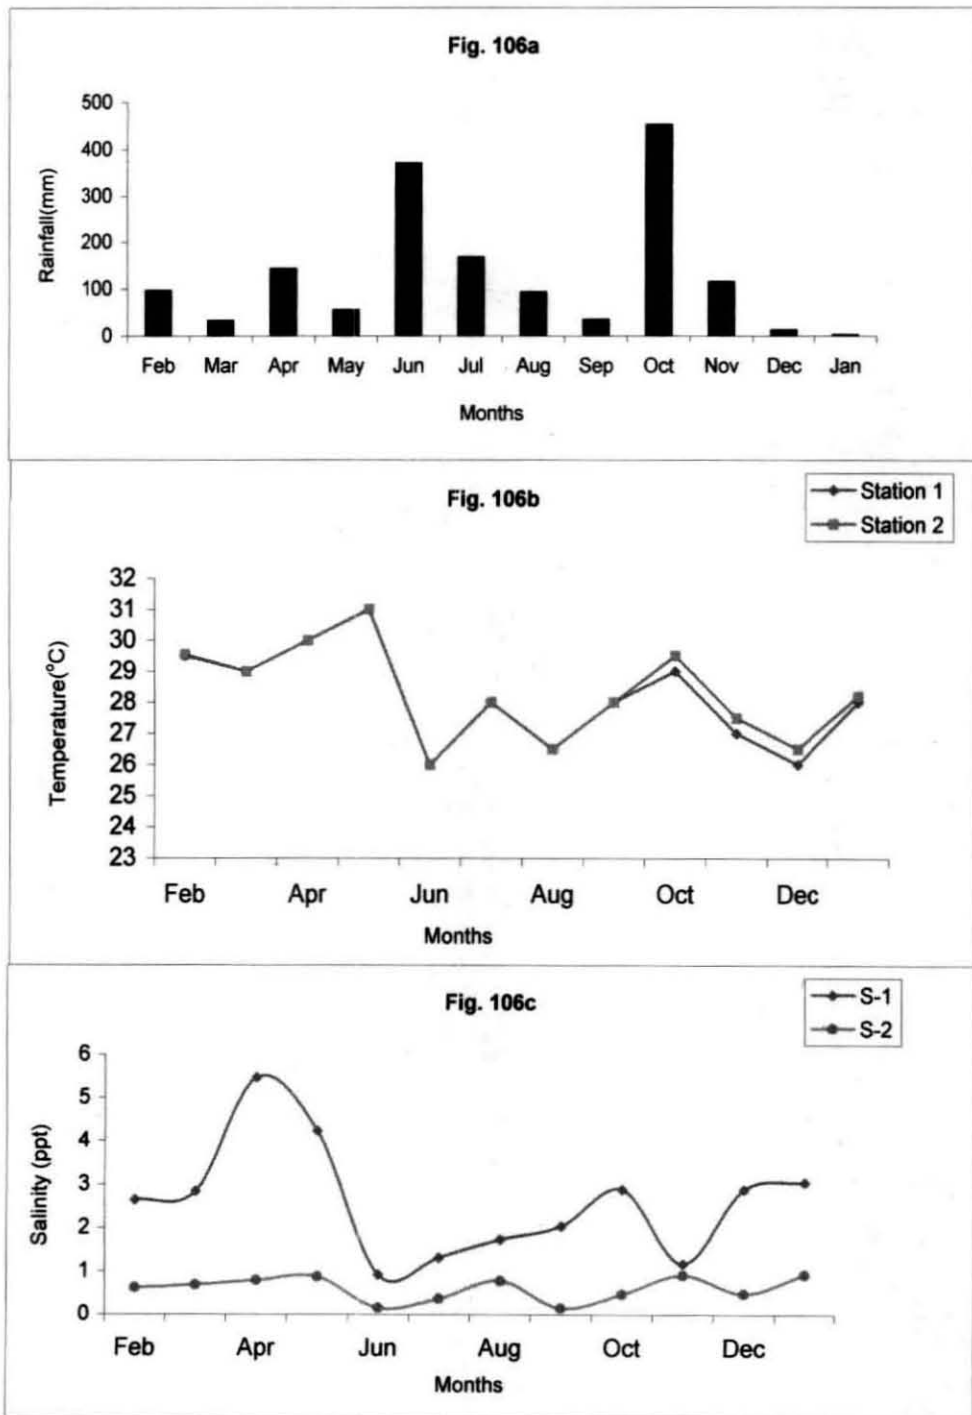 Fig. 106a
500
400
300
200
100
0
Rainfall(mm)
Feb Mar Apr May Jun Jul Aug Sep Oct Nov Dec Jan
Months
Fig. 106b
Station 1
Station 2
32
31
30
29
28
27
26
25
24
23
Temperature(°C)
Feb Apr Jun Aug Oct Dec
Months
Fig. 106c
S-1
S-2
6
5
4
3
2
1
0
Salinity (ppt)
Feb Apr Jun Aug Oct Dec
Months